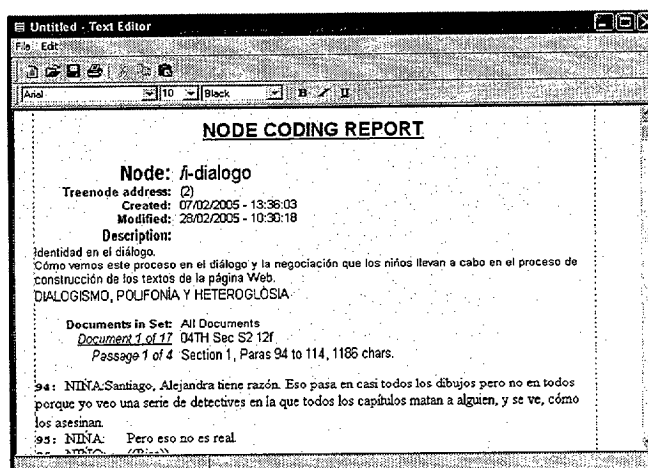 Untitled - Text Editor
File Edit
Arial 10 Black B / U
NODE CODING REPORT
Node: /i-dialogo
Treenode address: (2)
Created: 07/02/2005 - 13:36:03
Modified: 28/02/2005 - 10:30:18
Description:
Identidad en el diálogo.
Cómo vemos este proceso en el diálogo y la negociación que los niños llevan a cabo en el proceso de
construcción de los textos de la página Web.
DIALOGISMO, POLIFONÍA Y HETEROGLOSIA
Documents in Set: All Documents
Document 1 of 17 04TH Sec S2 12f
Passage 1 of 4 Section 1, Paras 94 to 114, 1186 chars.
94: NIÑA:Santiago, Alejandra tiene razón. Eso pasa en casi todos los dibujos pero no en todos
porque yo veo una serie de detectives en la que todos los capítulos matan a alguien, y se ve, cómo
los asesinan.
95: NIÑA: Pero eso no es real.